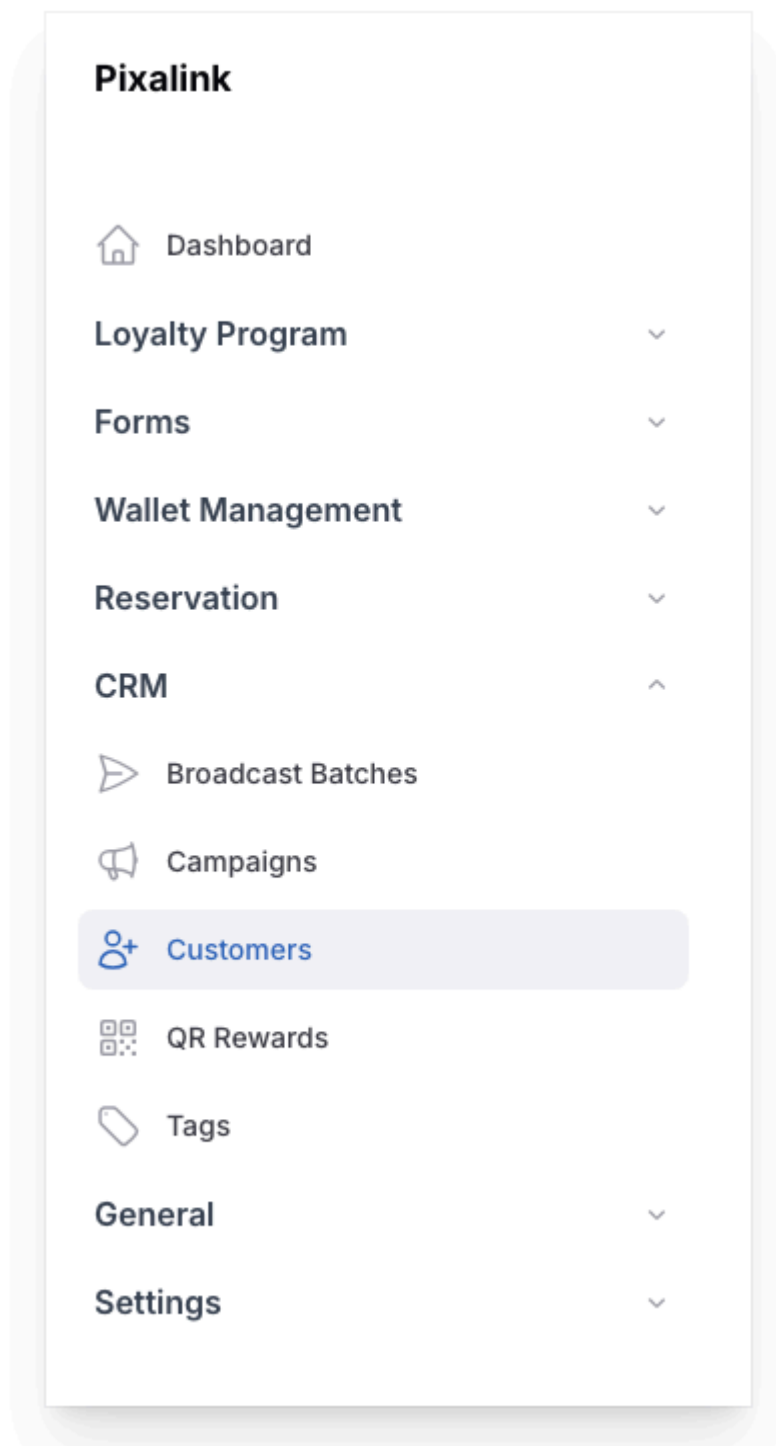 Pixalink
Dashboard
Loyalty Program
Forms
Wallet Management
Reservation
CRM
Broadcast Batches
Campaigns
Customers
QR Rewards
Tags
General
Settings